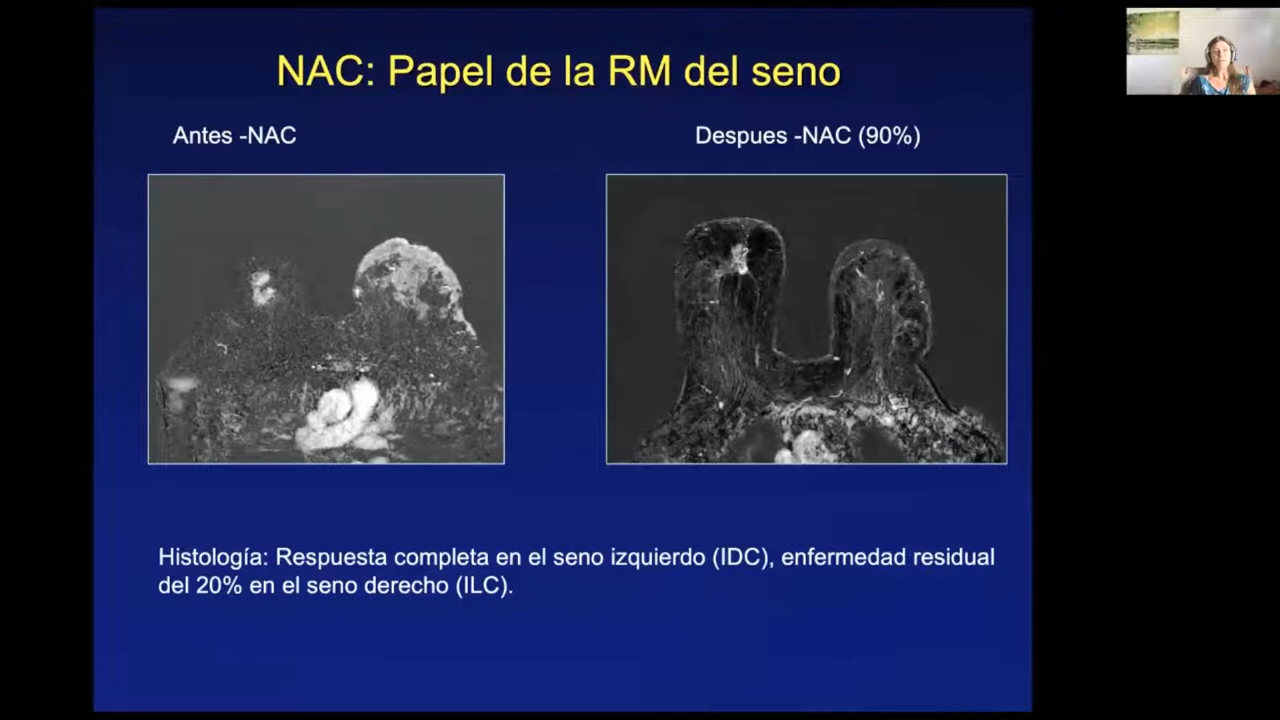 NAC: Papel de la RM del seno
Antes -NAC
Despues -NAC (90%)
Histología: Respuesta completa en el seno izquierdo (IDC), enfermedad residual
del 20% en el seno derecho (ILC).